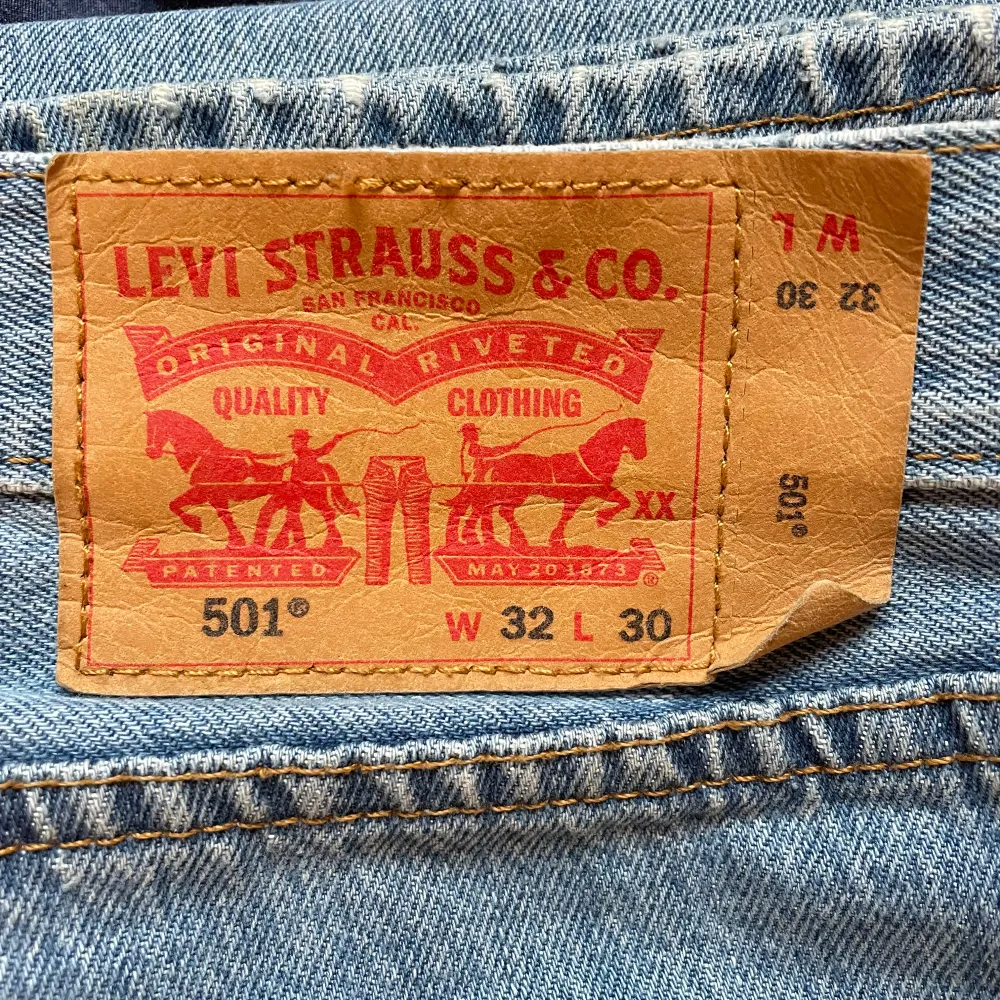 LEVI STRAUSS & CO.
SAN FRANCISCO
CAL.
ORIGINAL RIVETED
QUALITY CLOTHING
XX
PATENTED MAY 20 1873 ®
501® W 32 L 30
W L
32 30
501®